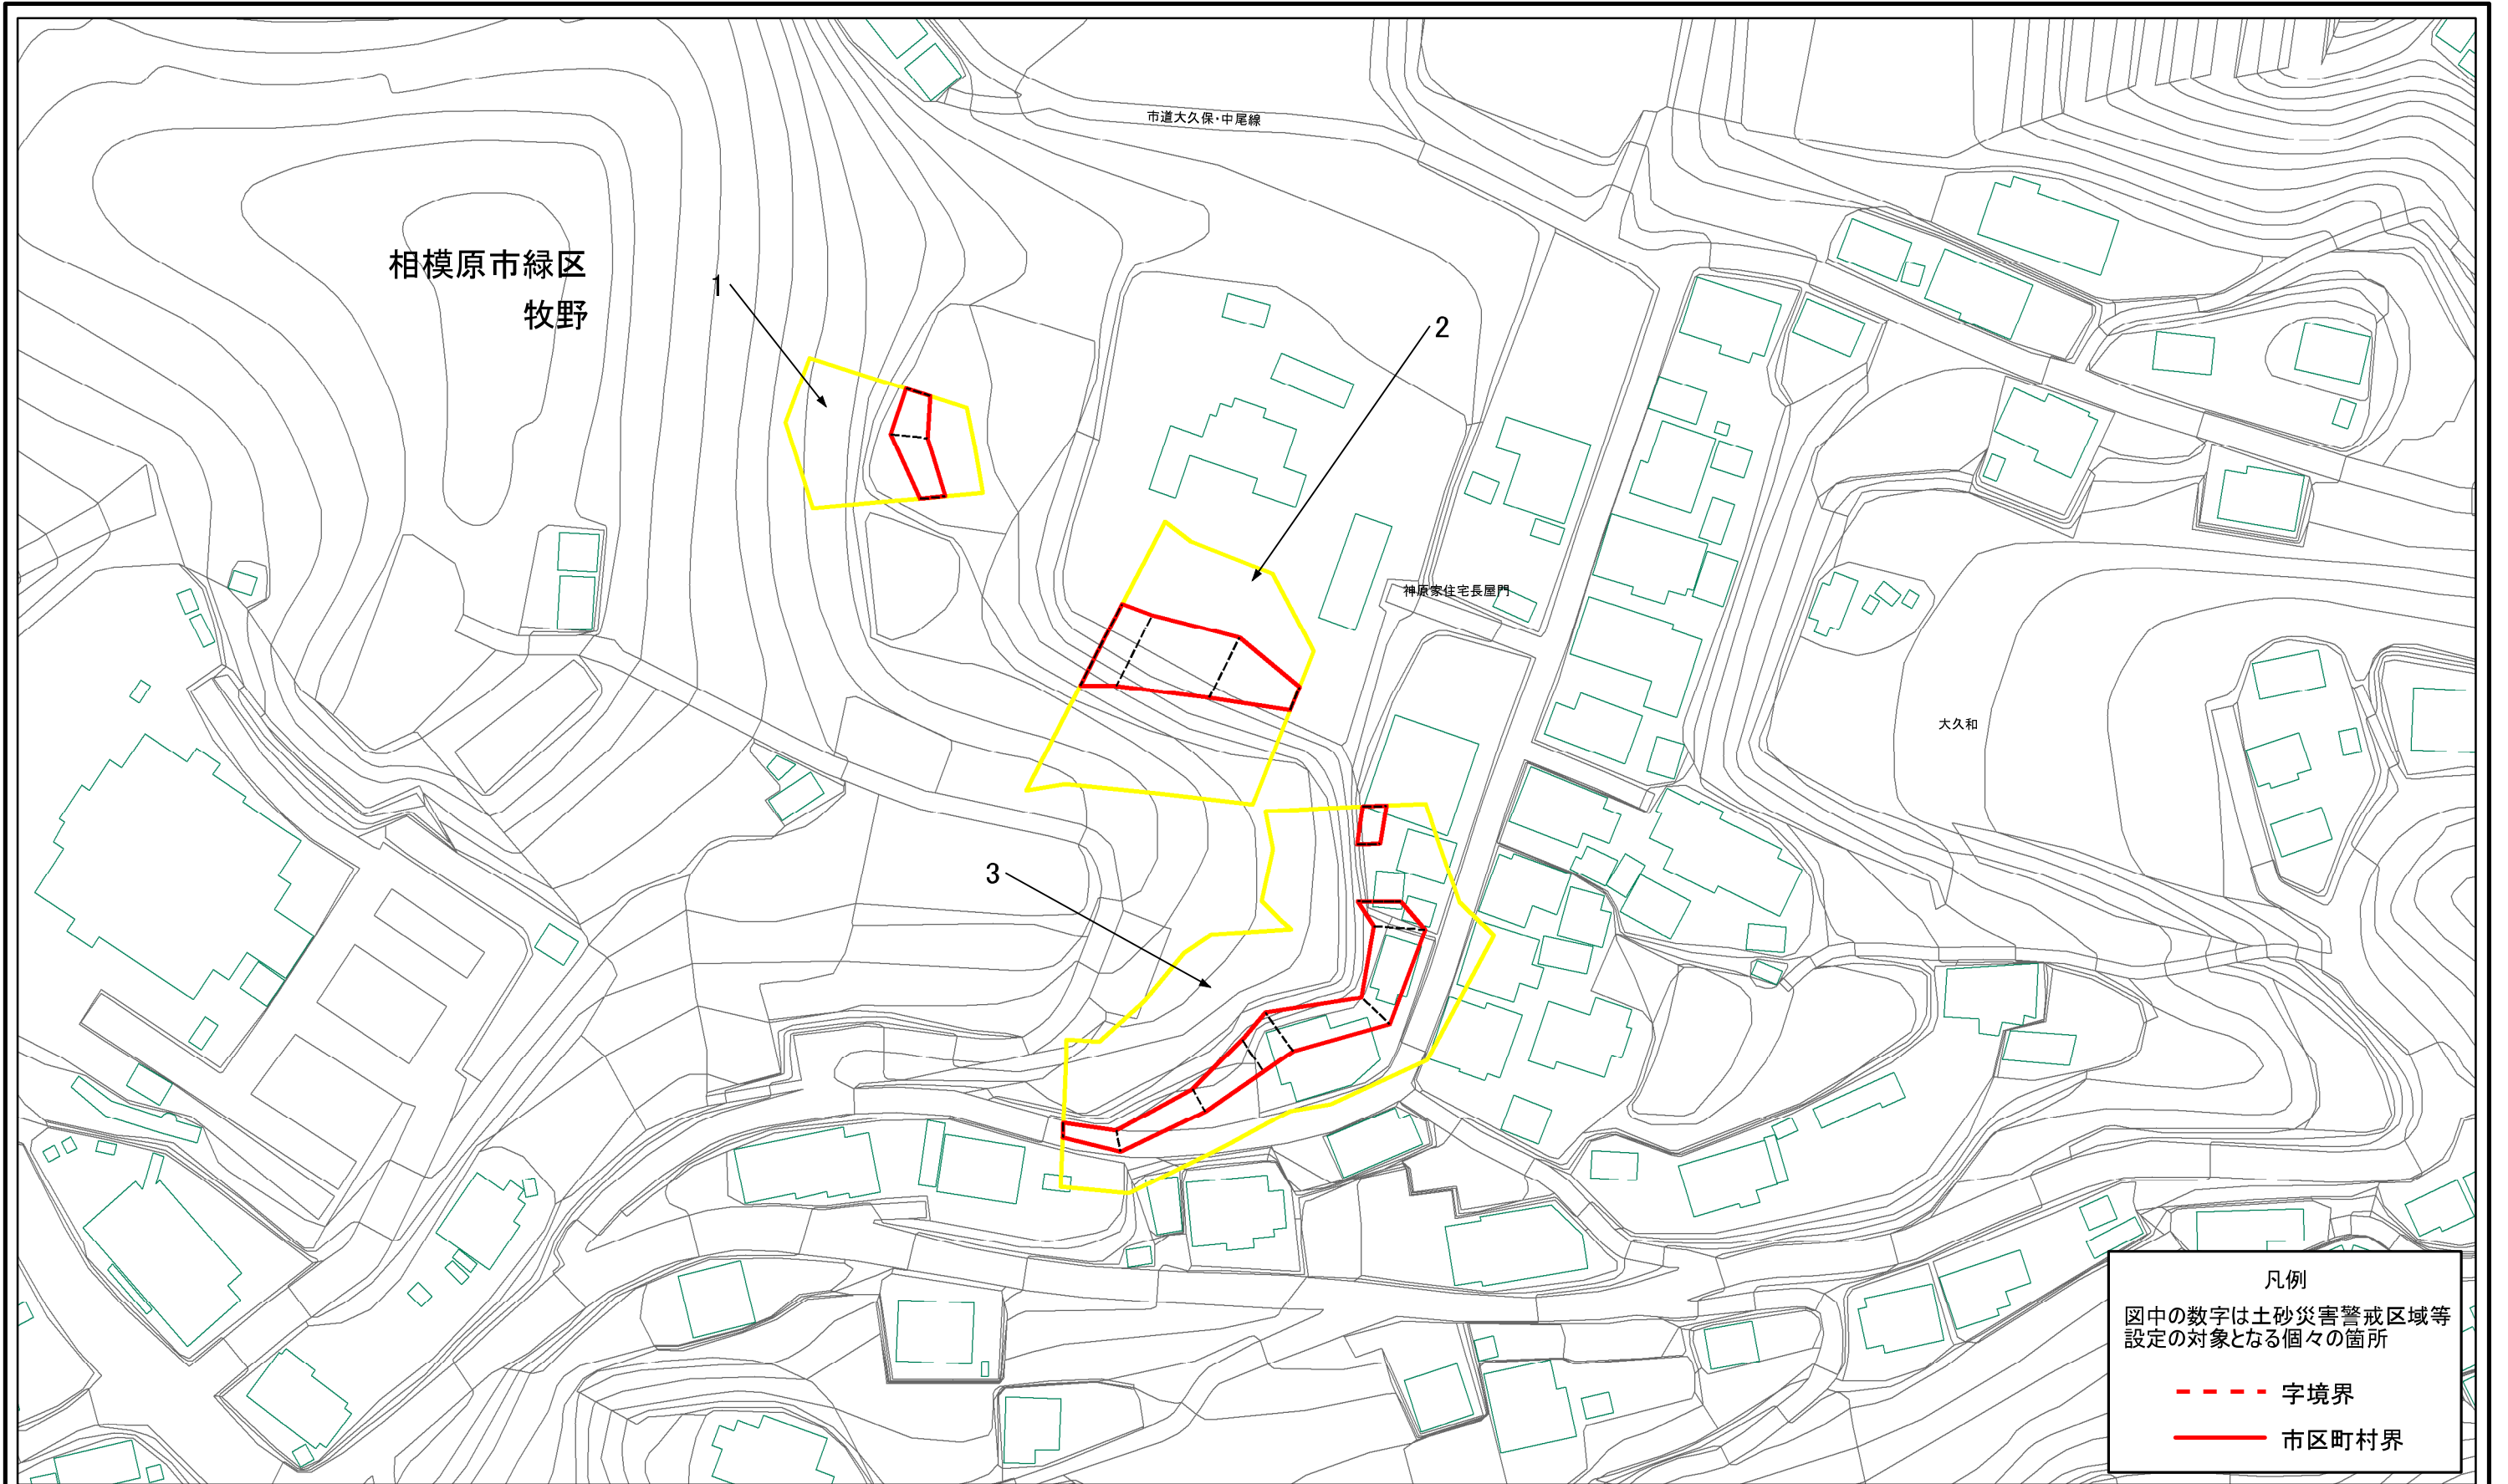 市道大久保・中尾線
相模原市緑区
牧野
1
2
神原家住宅長屋門
大久和
3
凡例
図中の数字は土砂災害警戒区域等
設定の対象となる個々の箇所
字境界
市区町村界